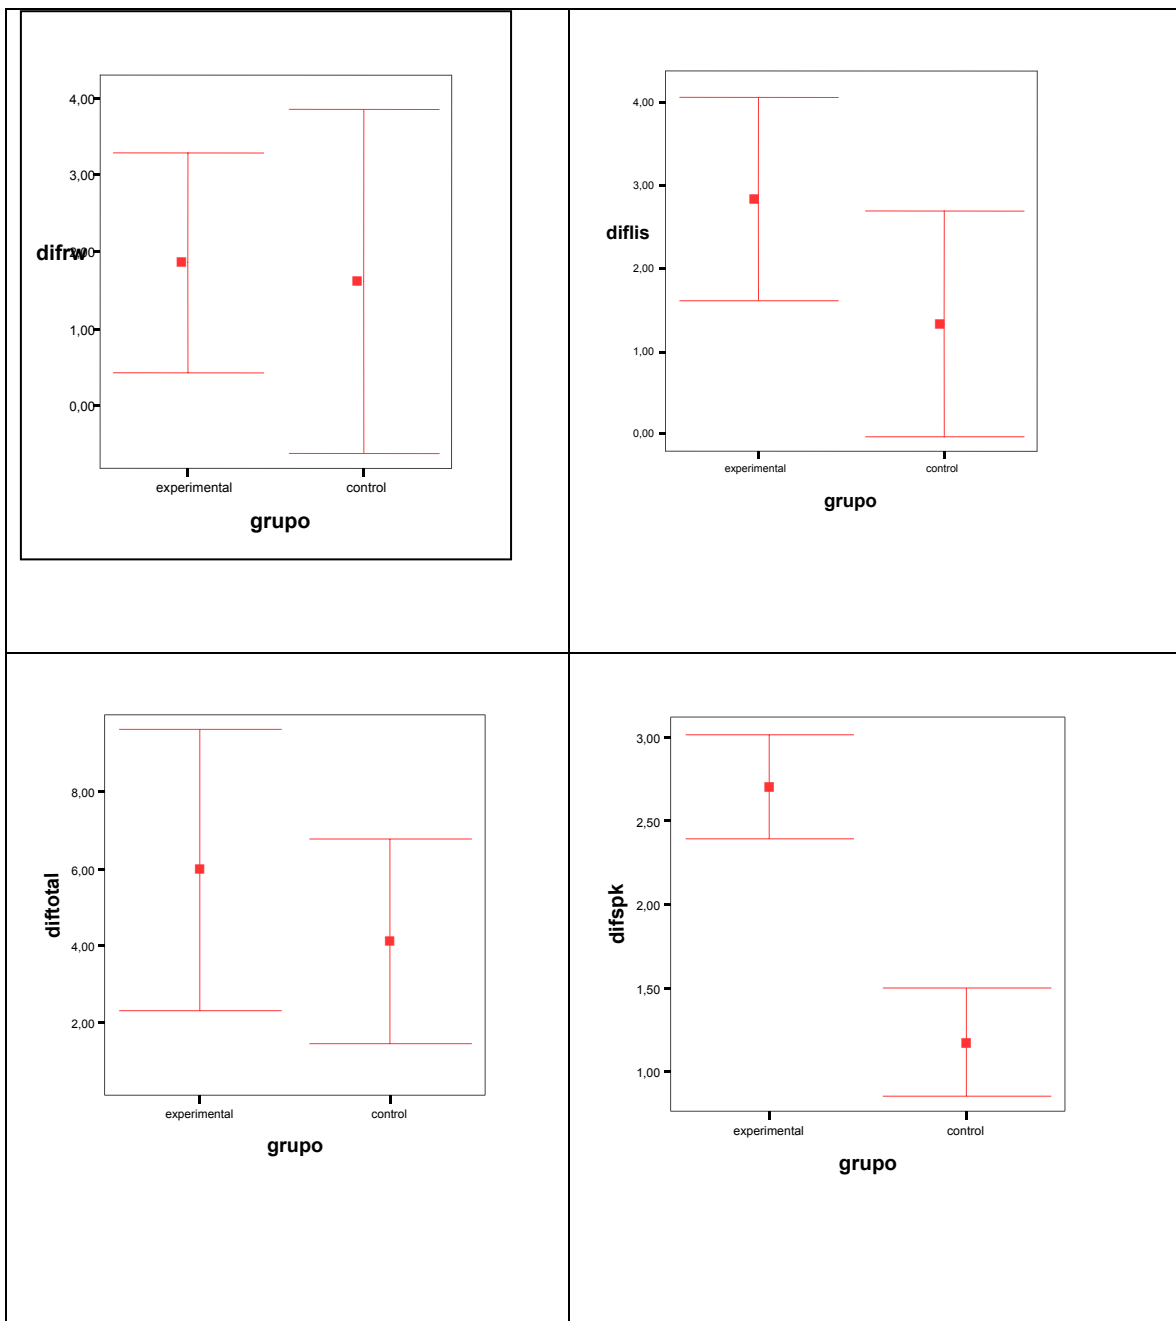 4,00
3,00
difrw
2,00
1,00
0,00
experimental control
grupo
4,00
3,00
diflis
2,00
1,00
0,00
experimental control
grupo
8,00
6,00
diftotal
4,00
2,00
experimental control
grupo
3,00
2,50
difspk
2,00
1,50
1,00
experimental control
grupo